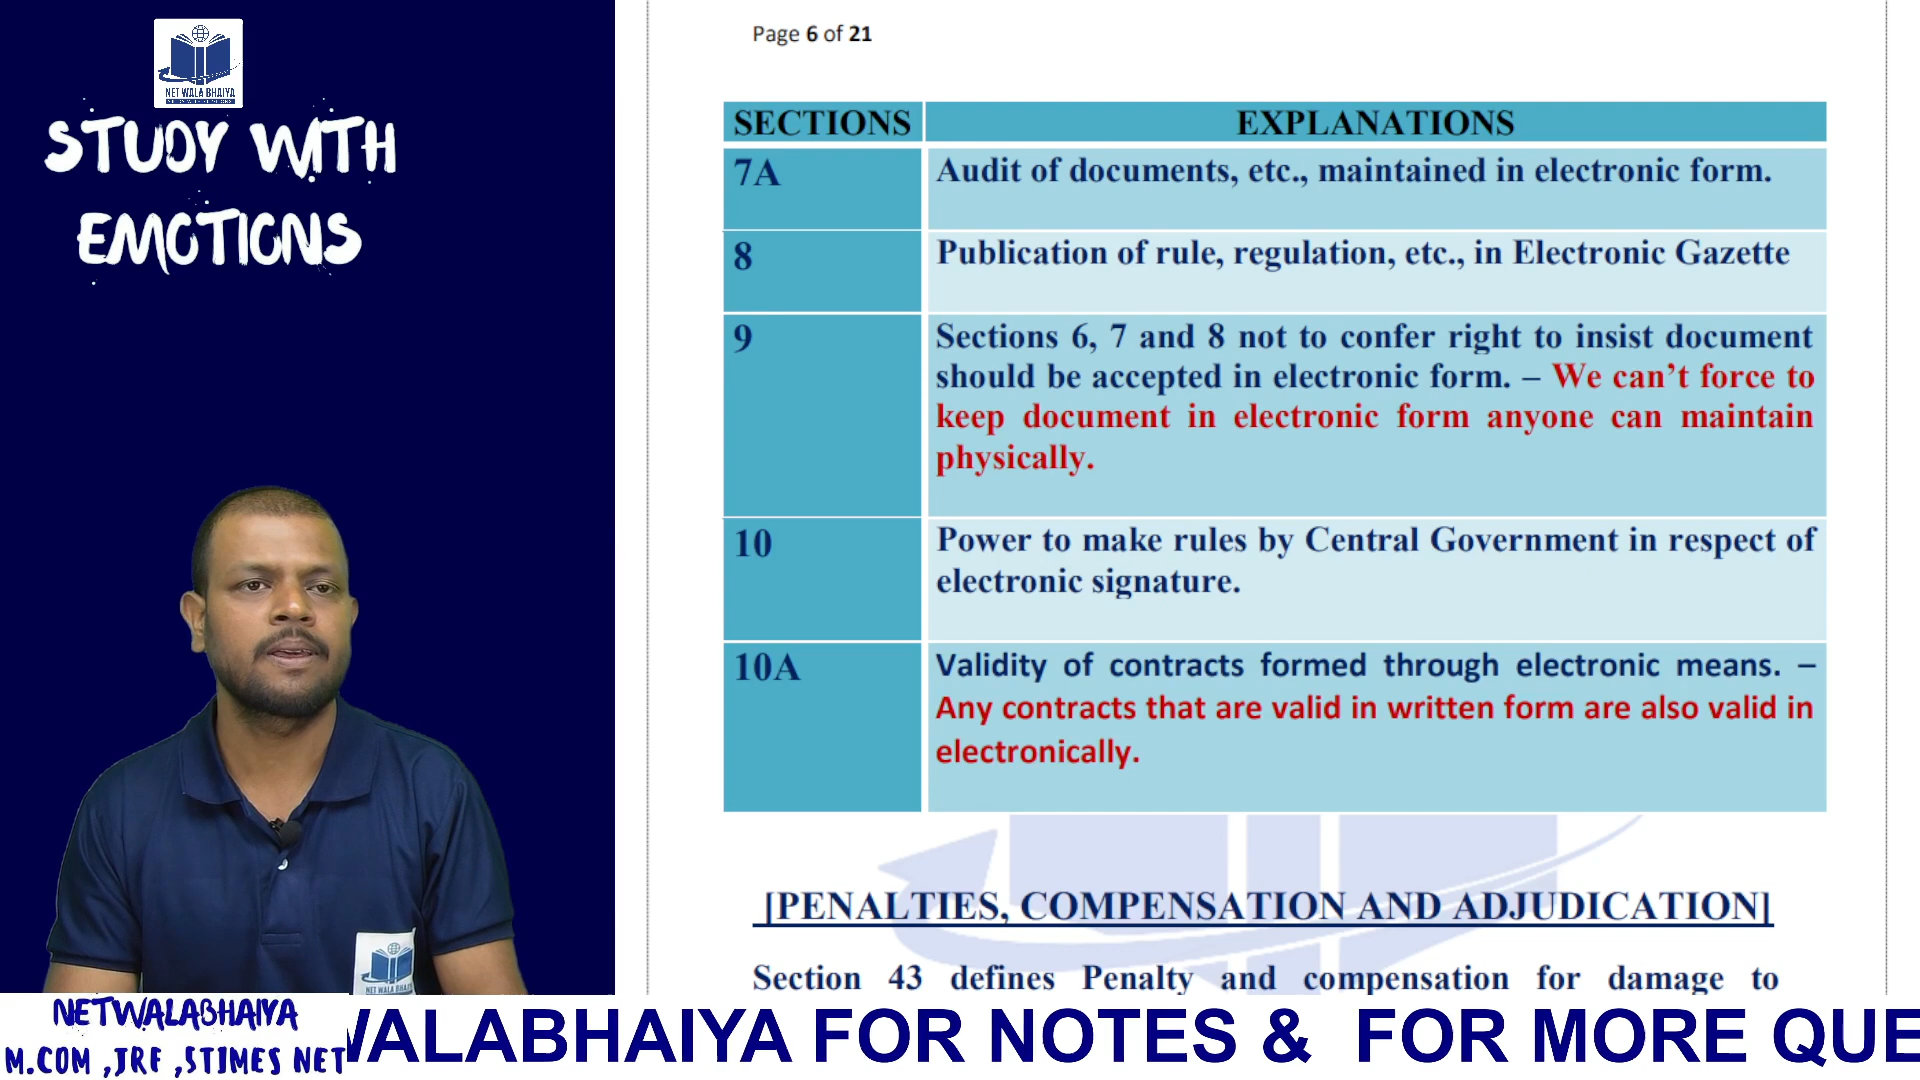 NET WALA BHAIYA
STUDY WITH
EMOTIONS
Page 6 of 21
SECTIONS EXPLANATIONS
7A Audit of documents, etc., maintained in electronic form.
8 Publication of rule, regulation, etc., in Electronic Gazette
9 Sections 6, 7 and 8 not to confer right to insist document
should be accepted in electronic form. – We can’t force to
keep document in electronic form anyone can maintain
physically.
10 Power to make rules by Central Government in respect of
electronic signature.
10A Validity of contracts formed through electronic means. –
Any contracts that are valid in written form are also valid in
electronically.
[PENALTIES, COMPENSATION AND ADJUDICATION]
Section 43 defines Penalty and compensation for damage to
NET WALA BHAIYA
NETWALABHAIYA
M.COM ,JRF ,5TIMES NET
WALABHAIYA FOR NOTES & FOR MORE QUE